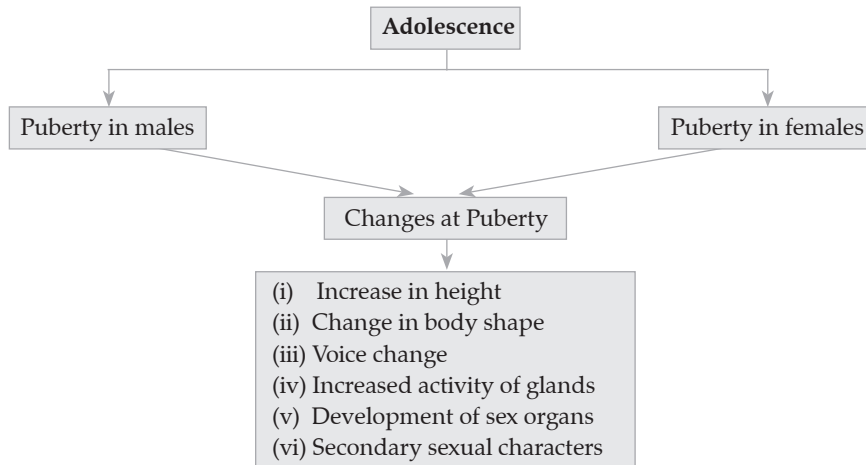 Adolescence
Puberty in males
Puberty in females
Changes at Puberty
(i) Increase in height
(ii) Change in body shape
(iii) Voice change
(iv) Increased activity of glands
(v) Development of sex organs
(vi) Secondary sexual characters